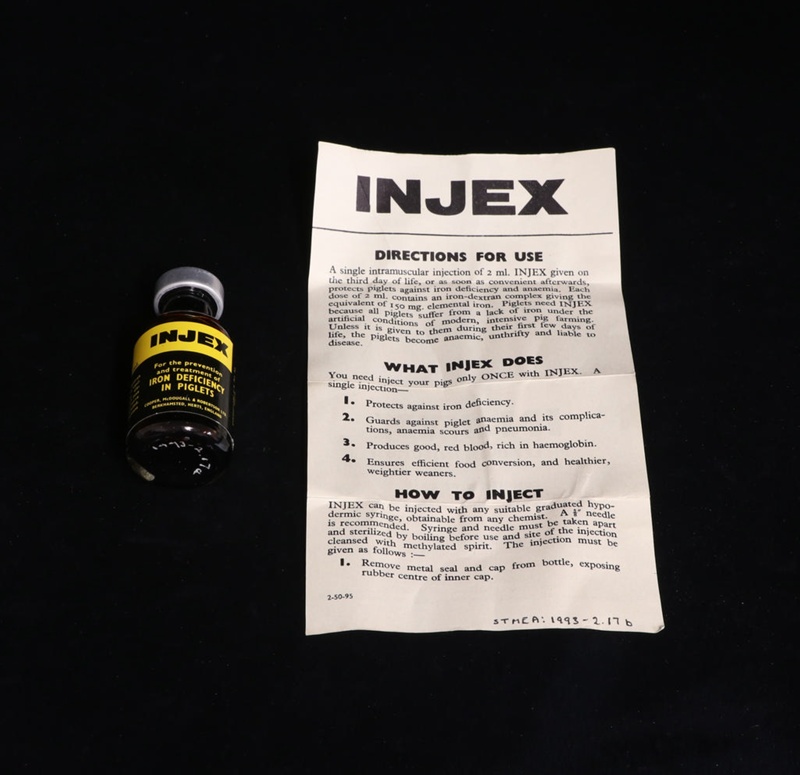 INJEX
For the prevention
and treatment of
IRON DEFICIENCY
IN PIGLETS
COOPER, McDOUGALL & ROBERTSON LTD.
BERKHAMSTED, HERTS, ENGLAND
INJEX
DIRECTIONS FOR USE
A single intramuscular injection of 2 ml. INJEX given on
the third day of life, or as soon as convenient afterwards,
protects piglets against iron deficiency and anaemia. Each
dose of 2 ml. contains an iron-dextran complex giving the
equivalent of 150 mg. elemental iron. Piglets need INJEX
because all piglets suffer from a lack of iron under the
artificial conditions of modern, intensive pig farming.
Unless it is given to them during their first few days of
life, the piglets become anaemic, unthrifty and liable to
disease.
WHAT INJEX DOES
You need inject your pigs only ONCE with INJEX. A
single injection—
1. Protects against iron deficiency.
2. Guards against piglet anaemia and its complica-
tions, anaemia scours and pneumonia.
3. Produces good, red blood, rich in haemoglobin.
4. Ensures efficient food conversion, and healthier,
weightier weaners.
HOW TO INJECT
INJEX can be injected with any suitable graduated hypo-
dermic syringe, obtainable from any chemist. A needle
is recommended. Syringe and needle must be taken apart
and sterilized by boiling before use and site of the injection
cleansed with methylated spirit. The injection must be
given as follows :—
1. Remove metal seal and cap from bottle, exposing
rubber centre of inner cap.
2-50-95
STMEA: 1993-2.17 b